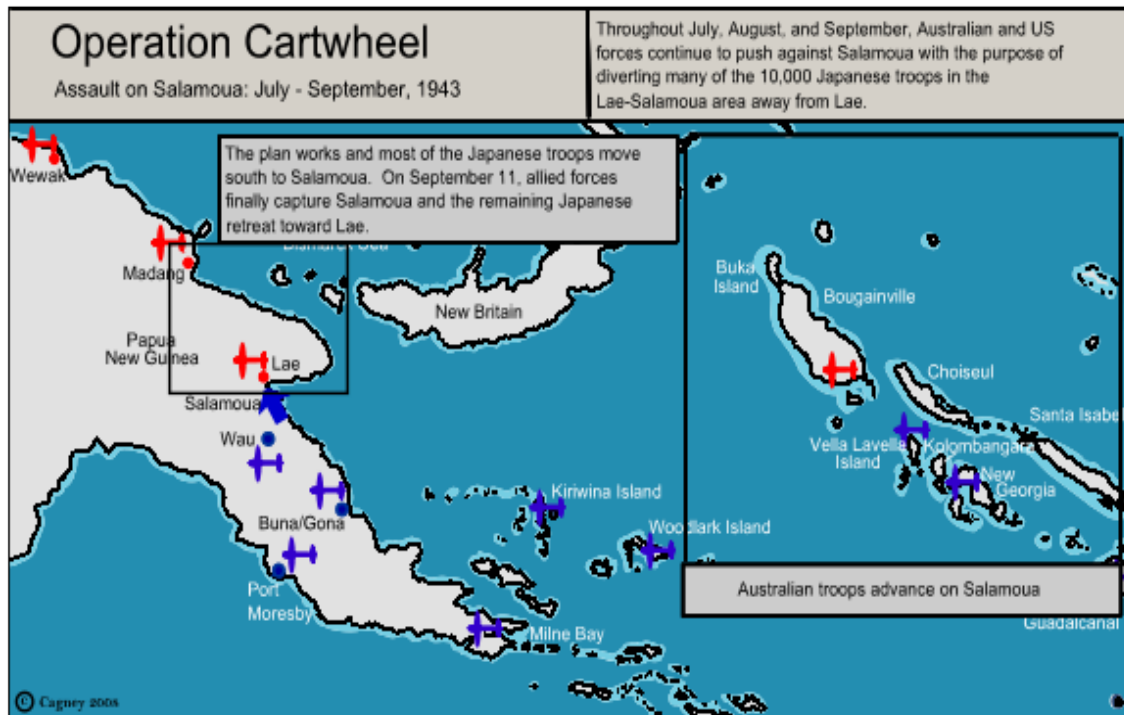 Operation Cartwheel
Assault on Salamoua: July - September, 1943
Throughout July, August, and September, Australian and US
forces continue to push against Salamoua with the purpose of
diverting many of the 10,000 Japanese troops in the
Lae-Salamoua area away from Lae.
The plan works and most of the Japanese troops move
south to Salamoua. On September 11, allied forces
finally capture Salamoua and the remaining Japanese
retreat toward Lae.
Wewak
Bismarck Sea
Madang
New Britain
Buka
Island
Bougainville
Papua
New Guinea
Lae
Choiseul
Salamoua
Santa Isabel
Wau
Vella Lavella
Island
Kolombangara
New
Georgia
Kiriwina Island
Buna/Gona
Woodlark Island
Port
Moresby
Australian troops advance on Salamoua
Milne Bay
Guadalcanal
© Cagney 2008